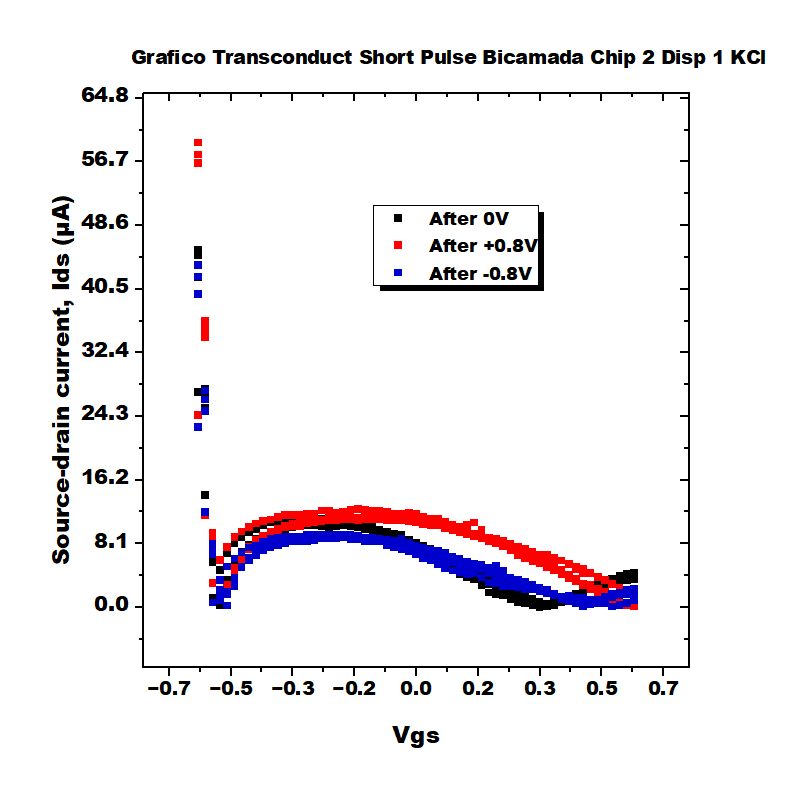 Grafico Transconduct Short Pulse Bicamada Chip 2 Disp 1 KCl
64.8
56.7
48.6
40.5
32.4
24.3
16.2
8.1
0.0
Source-drain current, Ids (µA)
After 0V
After +0.8V
After -0.8V
−0.7 −0.5 −0.3 −0.2 0.0 0.2 0.3 0.5 0.7
Vgs